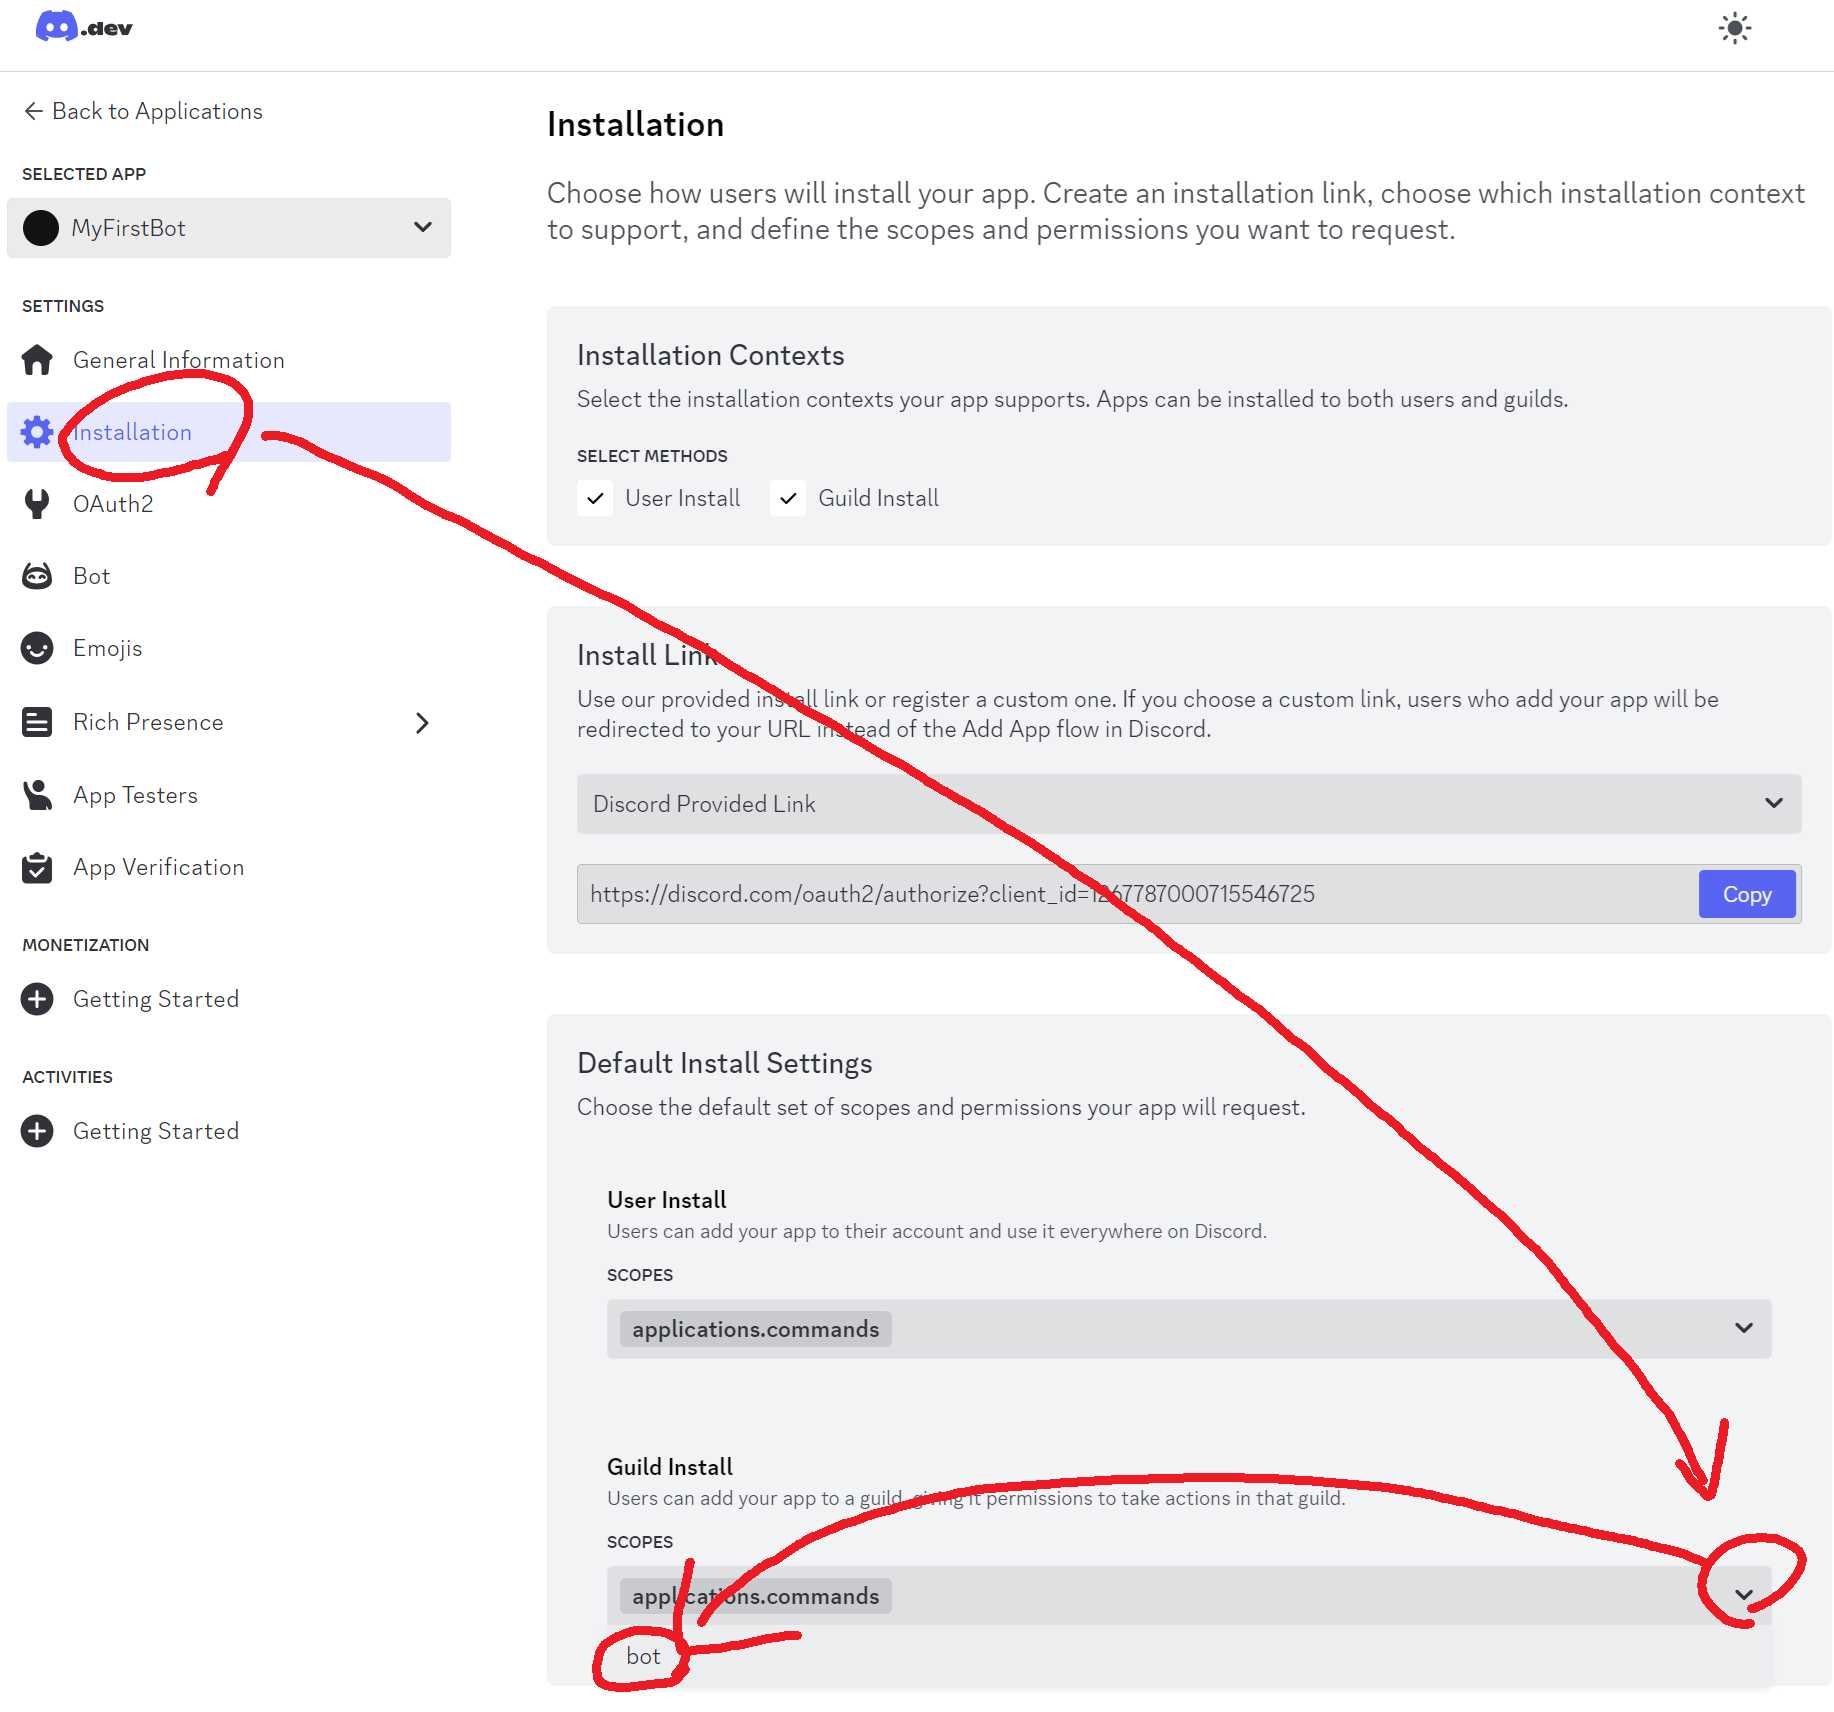 .dev
Back to Applications
SELECTED APP
MyFirstBot
SETTINGS
General Information
Installation
OAuth2
Bot
Emojis
Rich Presence
App Testers
App Verification
MONETIZATION
Getting Started
ACTIVITIES
Getting Started
Installation
Choose how users will install your app. Create an installation link, choose which installation context
to support, and define the scopes and permissions you want to request.
Installation Contexts
Select the installation contexts your app supports. Apps can be installed to both users and guilds.
SELECT METHODS
User Install Guild Install
Install Link
Use our provided install link or register a custom one. If you choose a custom link, users who add your app will be
redirected to your URL instead of the Add App flow in Discord.
Discord Provided Link
https://discord.com/oauth2/authorize?client_id=1267787000715546725 Copy
Default Install Settings
Choose the default set of scopes and permissions your app will request.
User Install
Users can add your app to their account and use it everywhere on Discord.
SCOPES
applications.commands
Guild Install
Users can add your app to a guild, giving it permissions to take actions in that guild.
SCOPES
applications.commands
bot